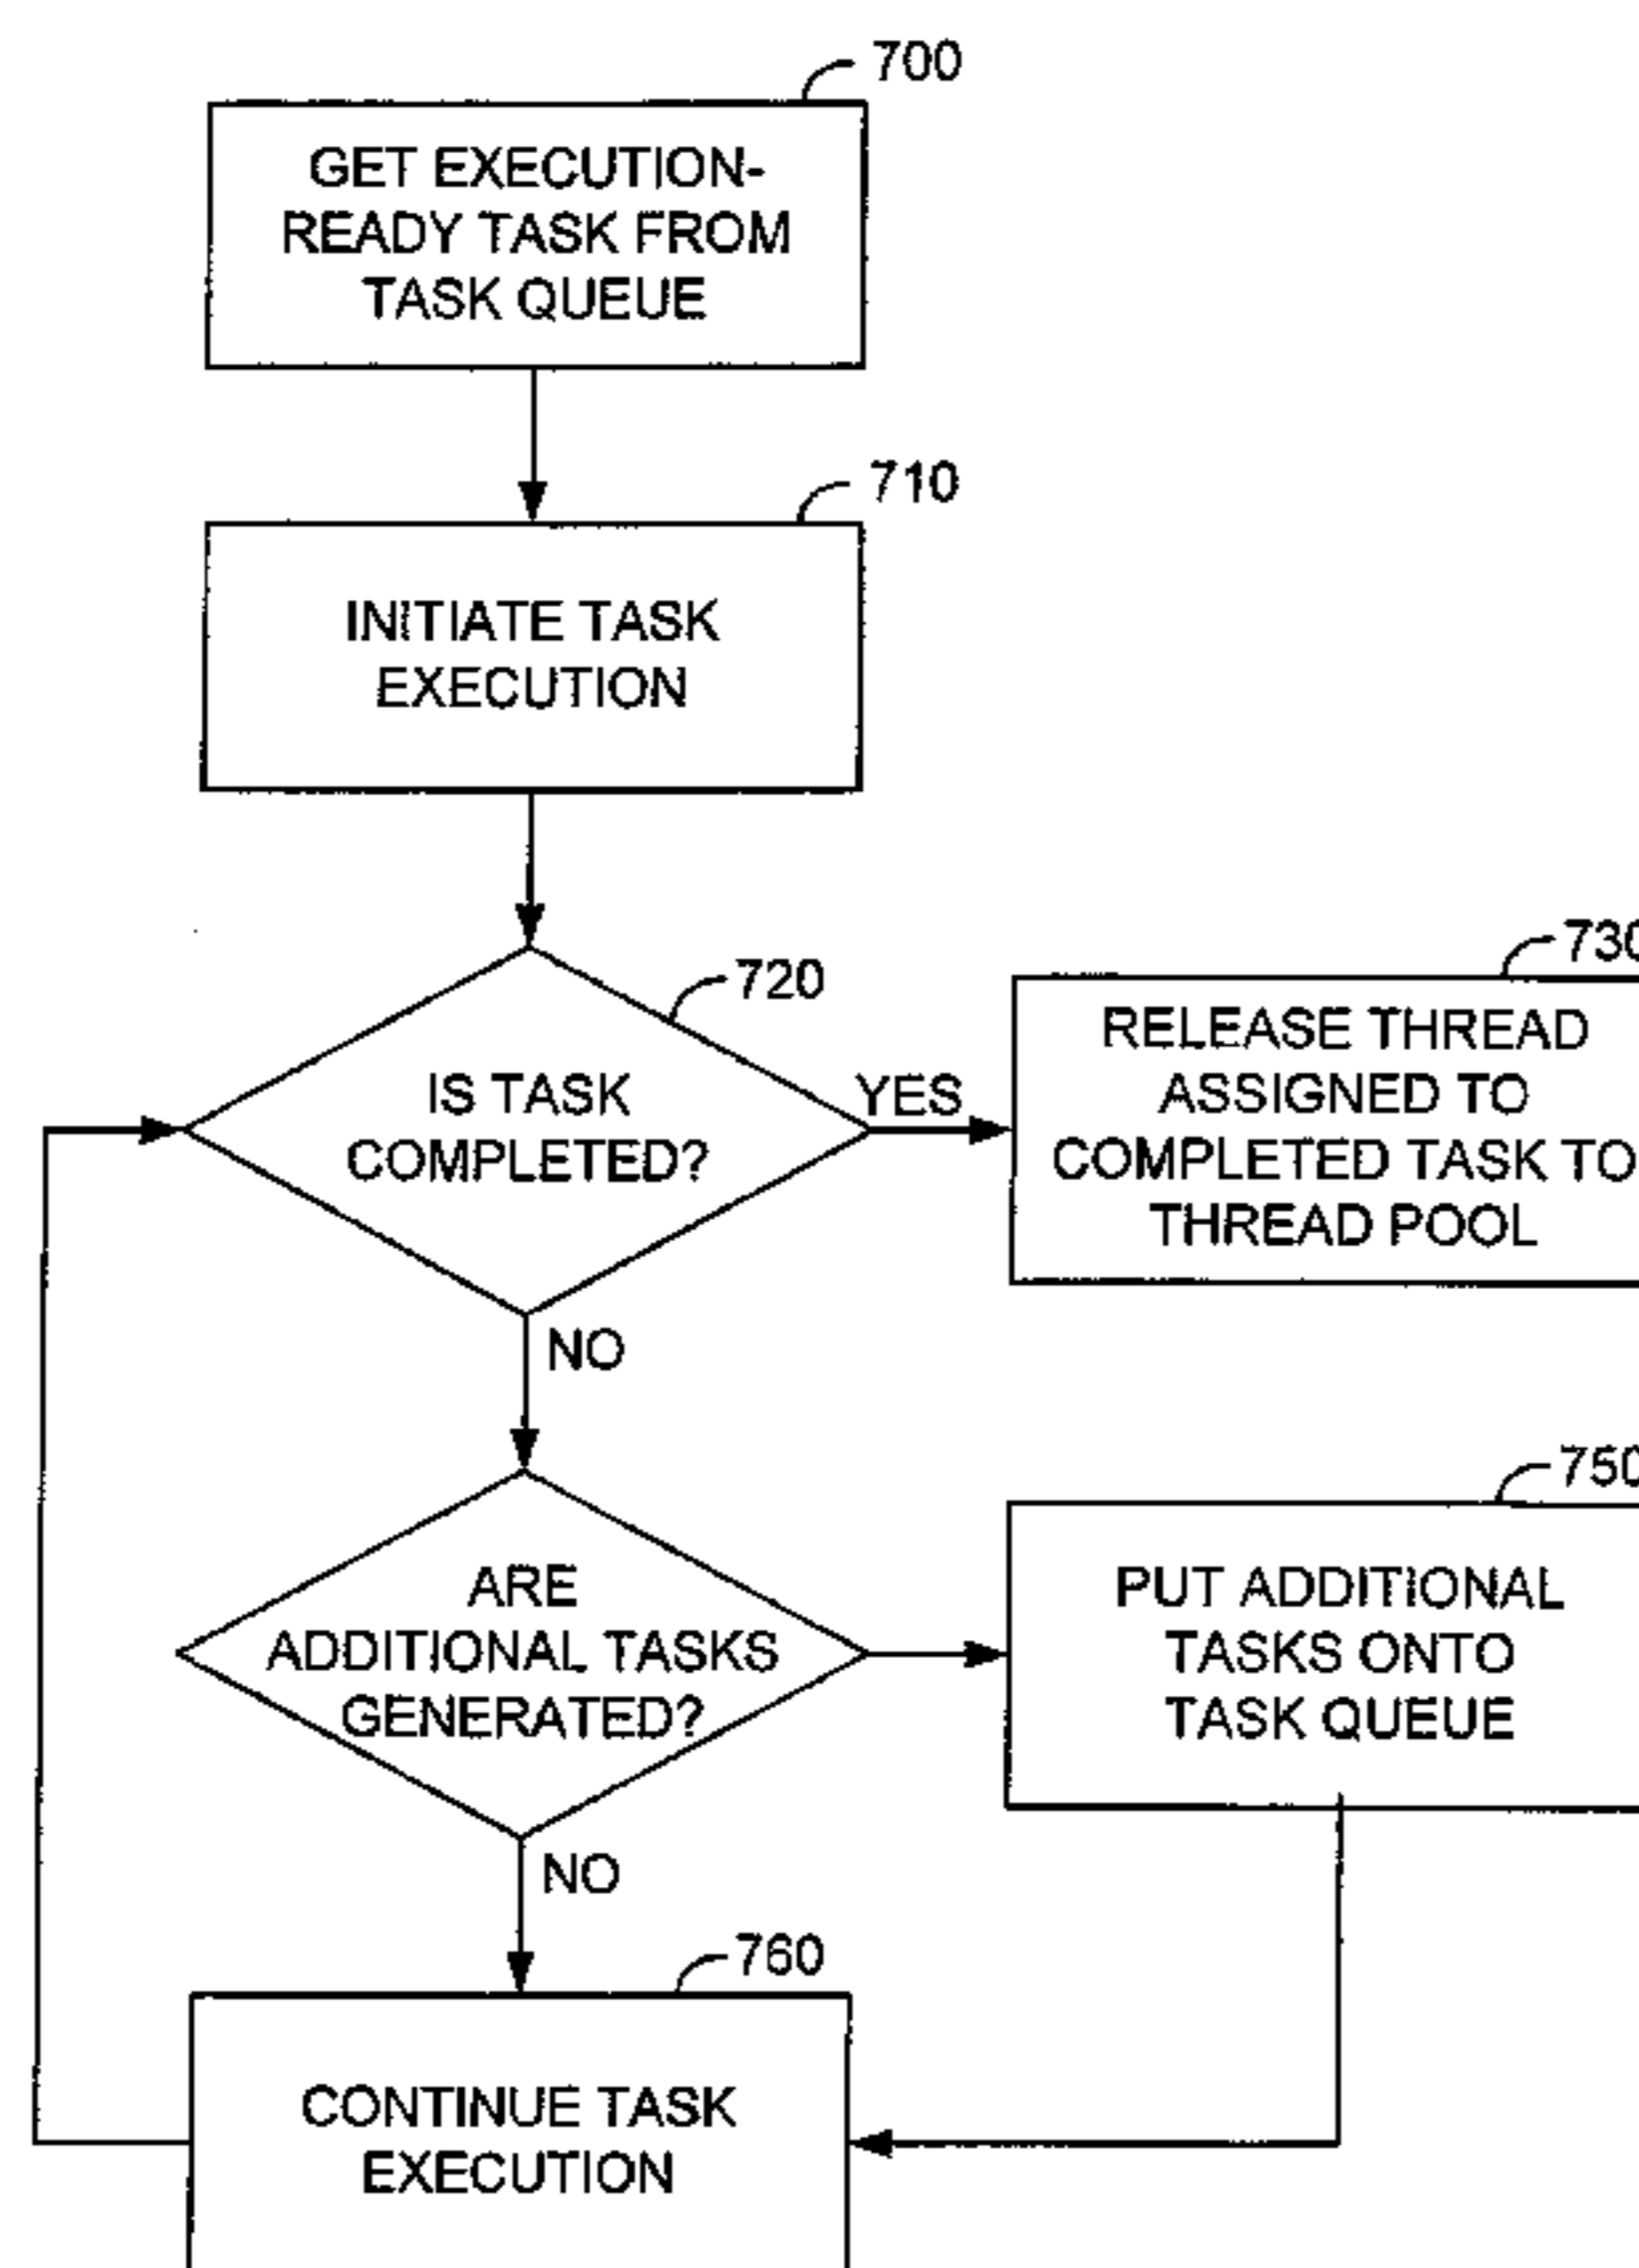 700
GET EXECUTION-
READY TASK FROM
TASK QUEUE
710
INITIATE TASK
EXECUTION
720
IS TASK
COMPLETED?
YES
730
RELEASE THREAD
ASSIGNED TO
COMPLETED TASK TO
THREAD POOL
NO
ARE
ADDITIONAL TASKS
GENERATED?
750
PUT ADDITIONAL
TASKS ONTO
TASK QUEUE
NO
760
CONTINUE TASK
EXECUTION